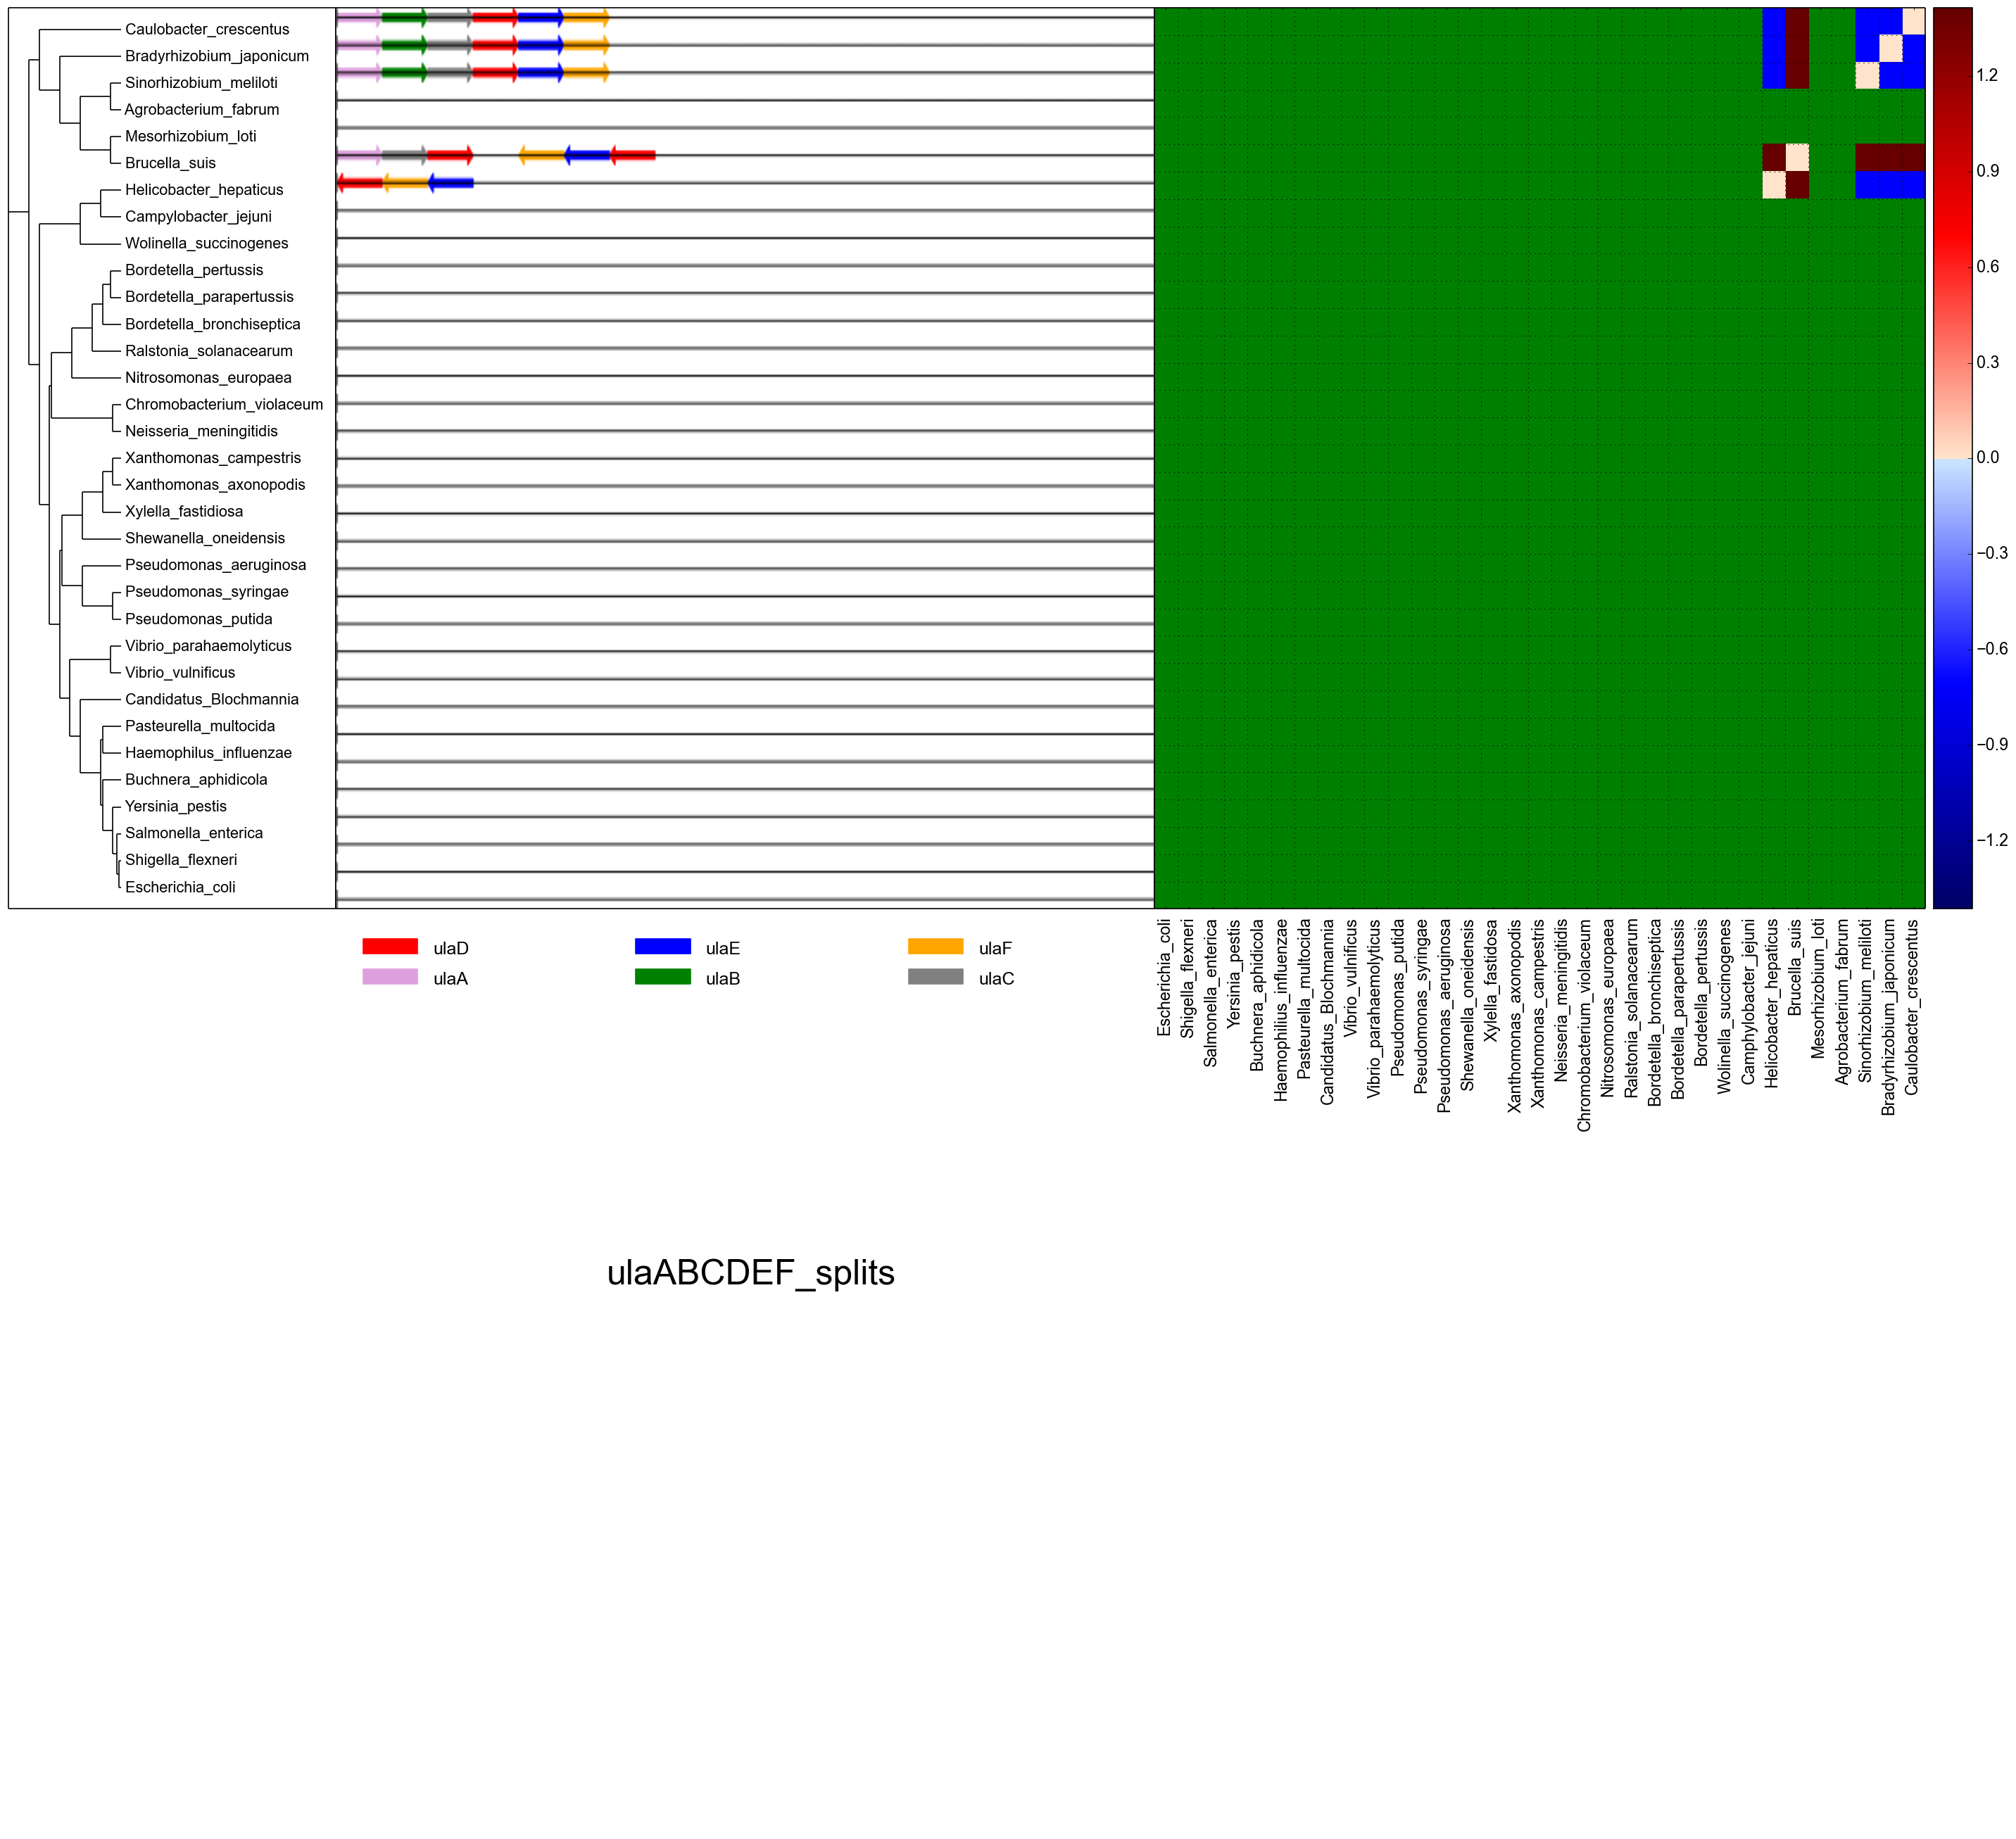 Caulobacter_crescentus
Bradyrhizobium_japonicum
Sinorhizobium_meliloti
Agrobacterium_fabrum
Mesorhizobium_loti
Brucella_suis
Helicobacter_hepaticus
Campylobacter_jejuni
Wolinella_succinogenes
Bordetella_pertussis
Bordetella_parapertussis
Bordetella_bronchiseptica
Ralstonia_solanacearum
Nitrosomonas_europaea
Chromobacterium_violaceum
Neisseria_meningitidis
Xanthomonas_campestris
Xanthomonas_axonopodis
Xylella_fastidiosa
Shewanella_oneidensis
Pseudomonas_aeruginosa
Pseudomonas_syringae
Pseudomonas_putida
Vibrio_parahaemolyticus
Vibrio_vulnificus
Candidatus_Blochmannia
Pasteurella_multocida
Haemophilus_influenzae
Buchnera_aphidicola
Yersinia_pestis
Salmonella_enterica
Shigella_flexneri
Escherichia_coli
1.2
0.9
0.6
0.3
0.0
−0.3
−0.6
−0.9
−1.2
Escherichia_coli
Shigella_flexneri
Salmonella_enterica
Yersinia_pestis
Buchnera_aphidicola
Haemophilus_influenzae
Pasteurella_multocida
Candidatus_Blochmannia
Vibrio_vulnificus
Vibrio_parahaemolyticus
Pseudomonas_putida
Pseudomonas_syringae
Pseudomonas_aeruginosa
Shewanella_oneidensis
Xylella_fastidiosa
Xanthomonas_axonopodis
Xanthomonas_campestris
Neisseria_meningitidis
Chromobacterium_violaceum
Nitrosomonas_europaea
Ralstonia_solanacearum
Bordetella_bronchiseptica
Bordetella_parapertussis
Bordetella_pertussis
Wolinella_succinogenes
Camphylobacter_jejuni
Helicobacter_hepaticus
Brucella_suis
Mesorhizobium_loti
Agrobacterium_fabrum
Sinorhizobium_meliloti
Bradyrhizobium_japonicum
Caulobacter_crescentus
ulaD ulaE ulaF
ulaA ulaB ulaC
ulaABCDEF_splits